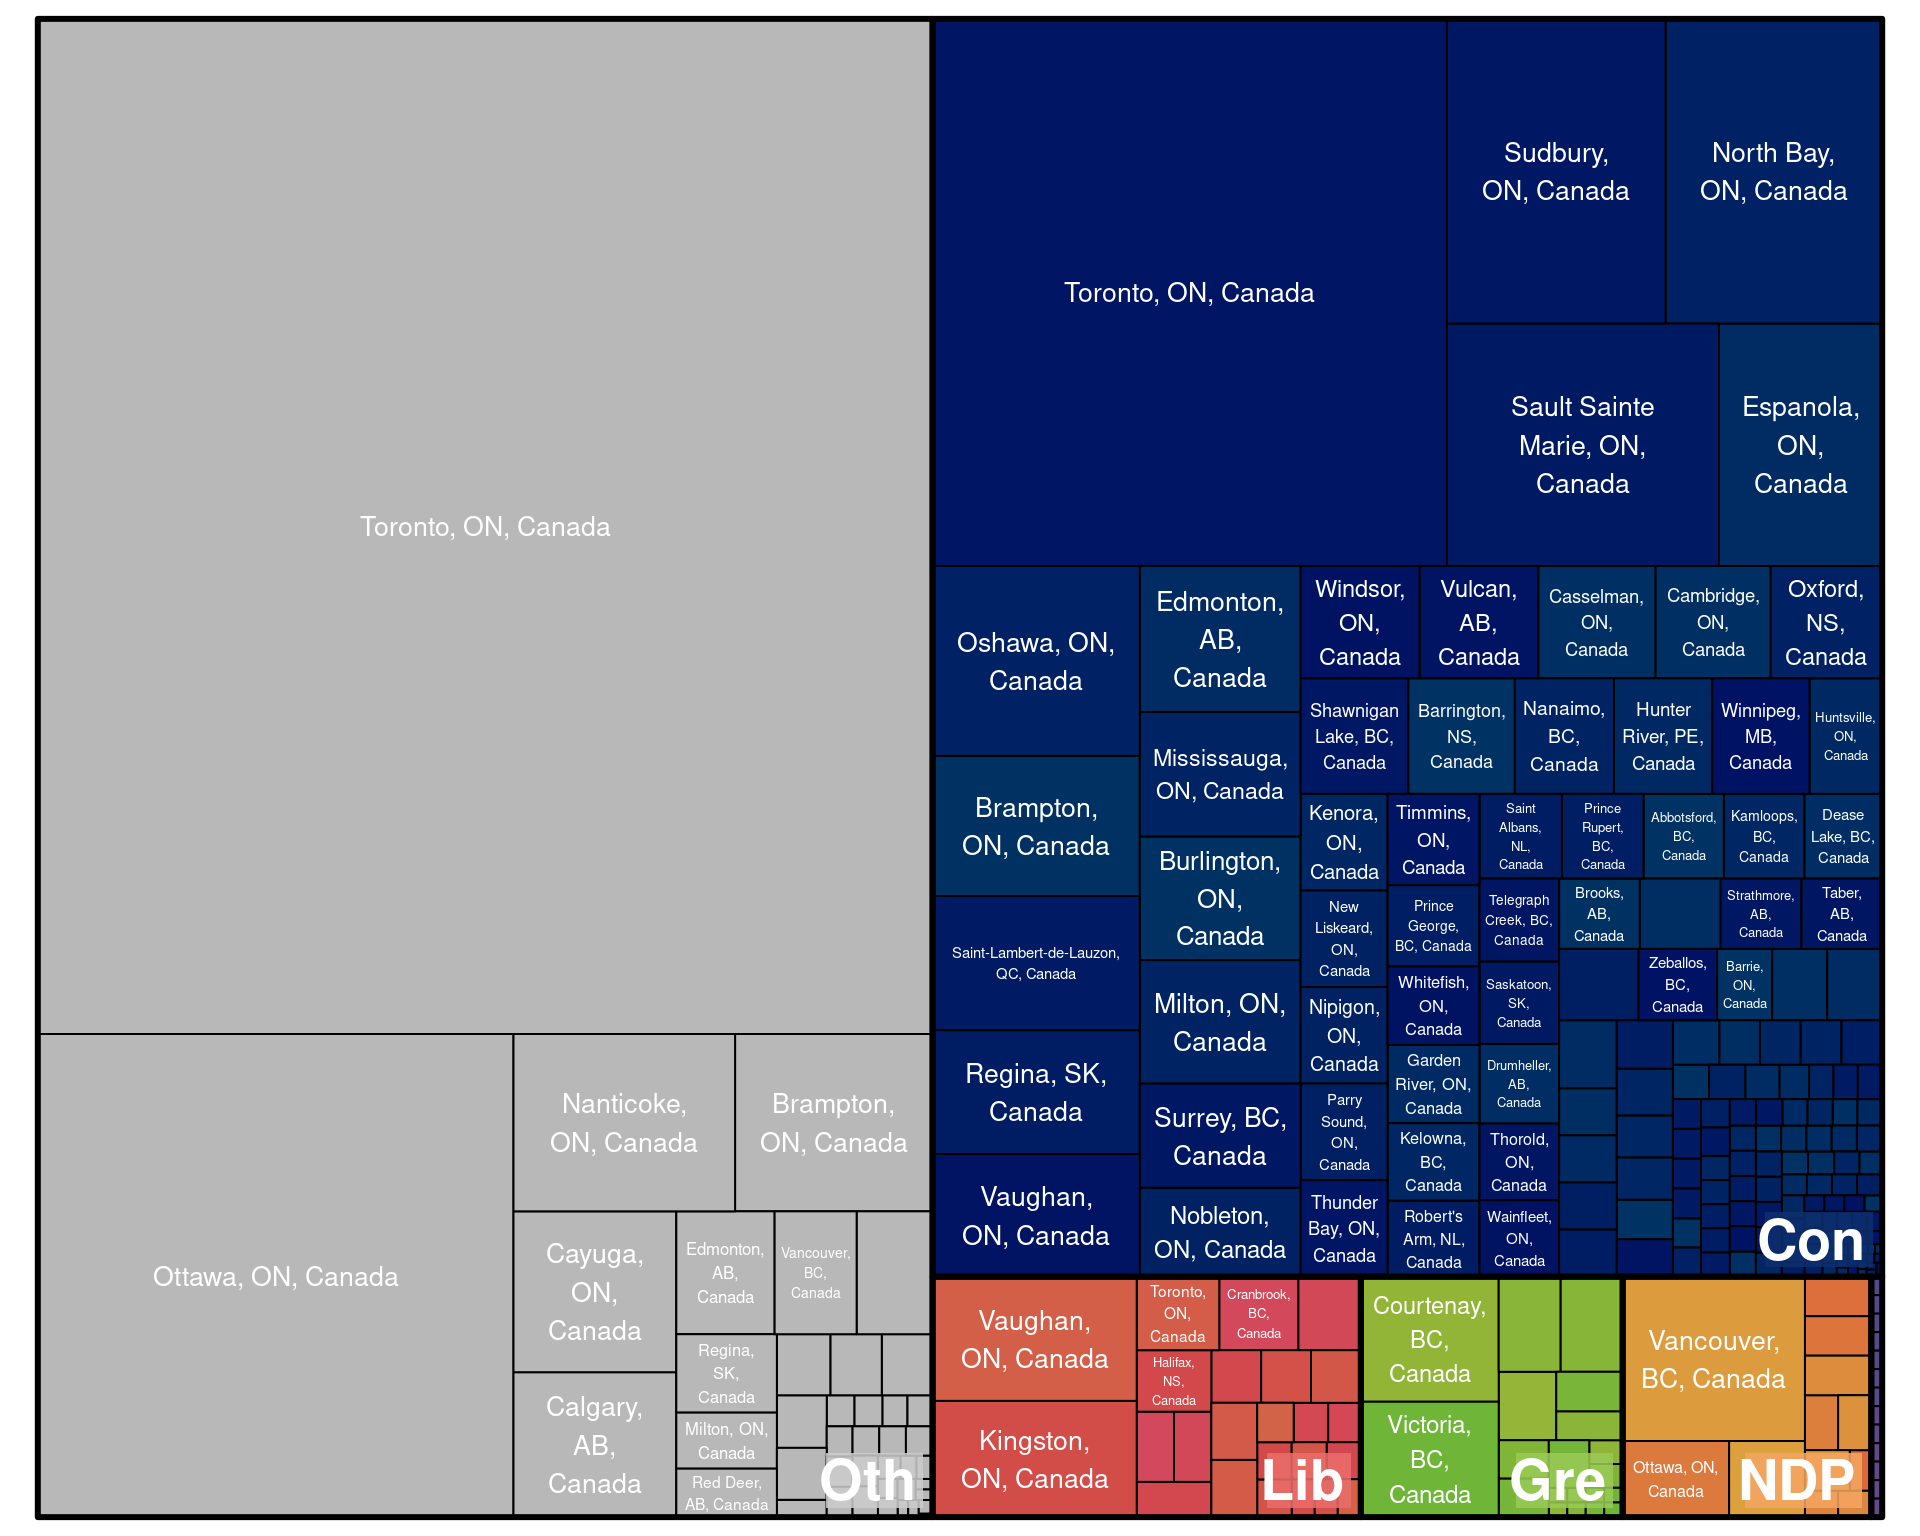 Toronto, ON, Canada
Ottawa, ON, Canada
Nanticoke,
ON, Canada
Brampton,
ON, Canada
Cayuga,
ON,
Canada
Calgary,
AB,
Canada
Edmonton,
AB,
Canada
Vancouver,
BC,
Canada
Regina,
SK,
Canada
Milton, ON,
Canada
Red Deer,
AB, Canada
Oth
Toronto, ON, Canada
Sudbury,
ON, Canada
North Bay,
ON, Canada
Sault Sainte
Marie, ON,
Canada
Espanola,
ON,
Canada
Oshawa, ON,
Canada
Brampton,
ON, Canada
Saint-Lambert-de-Lauzon,
QC, Canada
Regina, SK,
Canada
Vaughan,
ON, Canada
Edmonton,
AB,
Canada
Mississauga,
ON, Canada
Burlington,
ON,
Canada
Milton, ON,
Canada
Surrey, BC,
Canada
Nobleton,
ON, Canada
Windsor,
ON,
Canada
Vulcan,
AB,
Canada
Casselman,
ON,
Canada
Cambridge,
ON,
Canada
Oxford,
NS,
Canada
Shawnigan
Lake, BC,
Canada
Barrington,
NS,
Canada
Nanaimo,
BC,
Canada
Hunter
River, PE,
Canada
Winnipeg,
MB,
Canada
Huntsville,
ON,
Canada
Kenora,
ON,
Canada
New
Liskeard,
ON,
Canada
Nipigon,
ON,
Canada
Parry
Sound,
ON,
Canada
Thunder
Bay, ON,
Canada
Timmins,
ON,
Canada
Prince
George,
BC, Canada
Whitefish,
ON,
Canada
Garden
River, ON,
Canada
Kelowna,
BC,
Canada
Robert's
Arm, NL,
Canada
Saint
Albans,
NL,
Canada
Prince
Rupert,
BC,
Canada
Abbotsford,
BC,
Canada
Kamloops,
BC,
Canada
Dease
Lake, BC,
Canada
Telegraph
Creek, BC,
Canada
Saskatoon,
SK,
Canada
Drumheller,
AB,
Canada
Thorold,
ON,
Canada
Wainfleet,
ON,
Canada
Brooks,
AB,
Canada
Strathmore,
AB,
Canada
Taber,
AB,
Canada
Zeballos,
BC,
Canada
Barrie,
ON,
Canada
Con
Vaughan,
ON, Canada
Kingston,
ON, Canada
Toronto,
ON,
Canada
Cranbrook,
BC,
Canada
Halifax,
NS,
Canada
Lib
Courtenay,
BC,
Canada
Victoria,
BC,
Canada
Gre
Vancouver,
BC, Canada
Ottawa, ON,
Canada
NDP